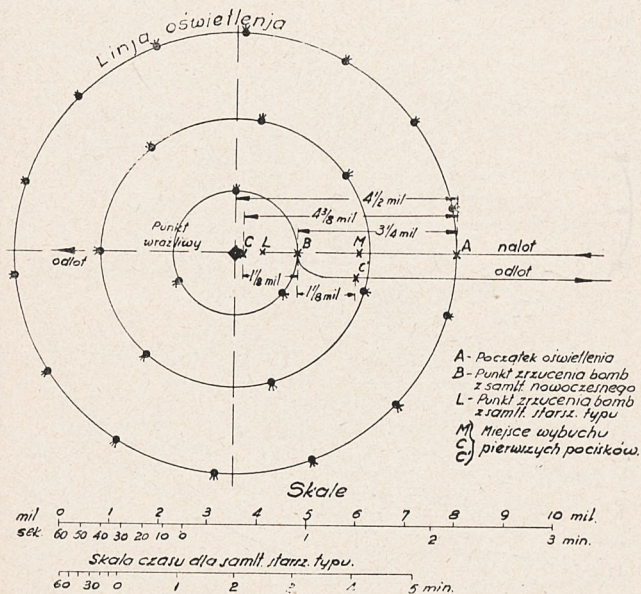 Linja oświetlenja
4 1/2 mil
4 3/8 mil
3 1/4 mil
Punkt
wrażliwy
C L B M A nalot
odlot
C' odlot
1 1/8 mil
1 1/8 mil
A - Początek oświetlenia
B - Punkt zrzucenia bomb
z samlt. nowoczesnego
L - Punkt zrzucenia bomb
z samlt. starsz. typu
M
C
C'
Miejsce wybuchu
pierwszych pocisków.
Skale
mil 0 1 2 3 4 5 6 7 8 10 mil.
sek. 60 50 40 30 20 10 0 1 2 3 min.
Skala czasu dla samlt. starsz. typu.
60 30 0 1 2 3 4 5 min.